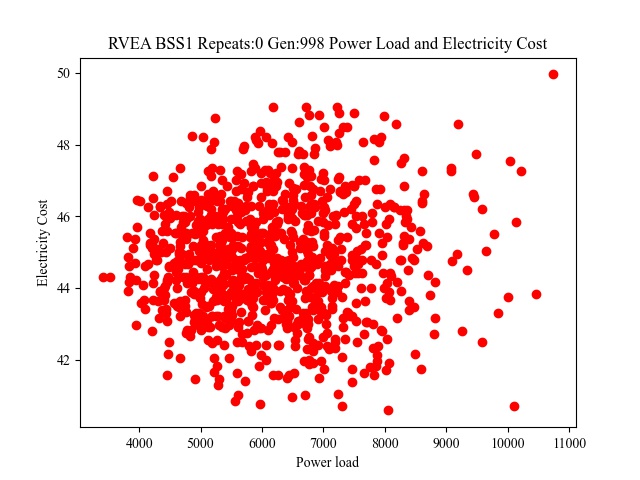 RVEA BSS1 Repeats:0 Gen:998 Power Load and Electricity Cost
50
48
46
44
42
Electricity Cost
4000 5000 6000 7000 8000 9000 10000 11000
Power load